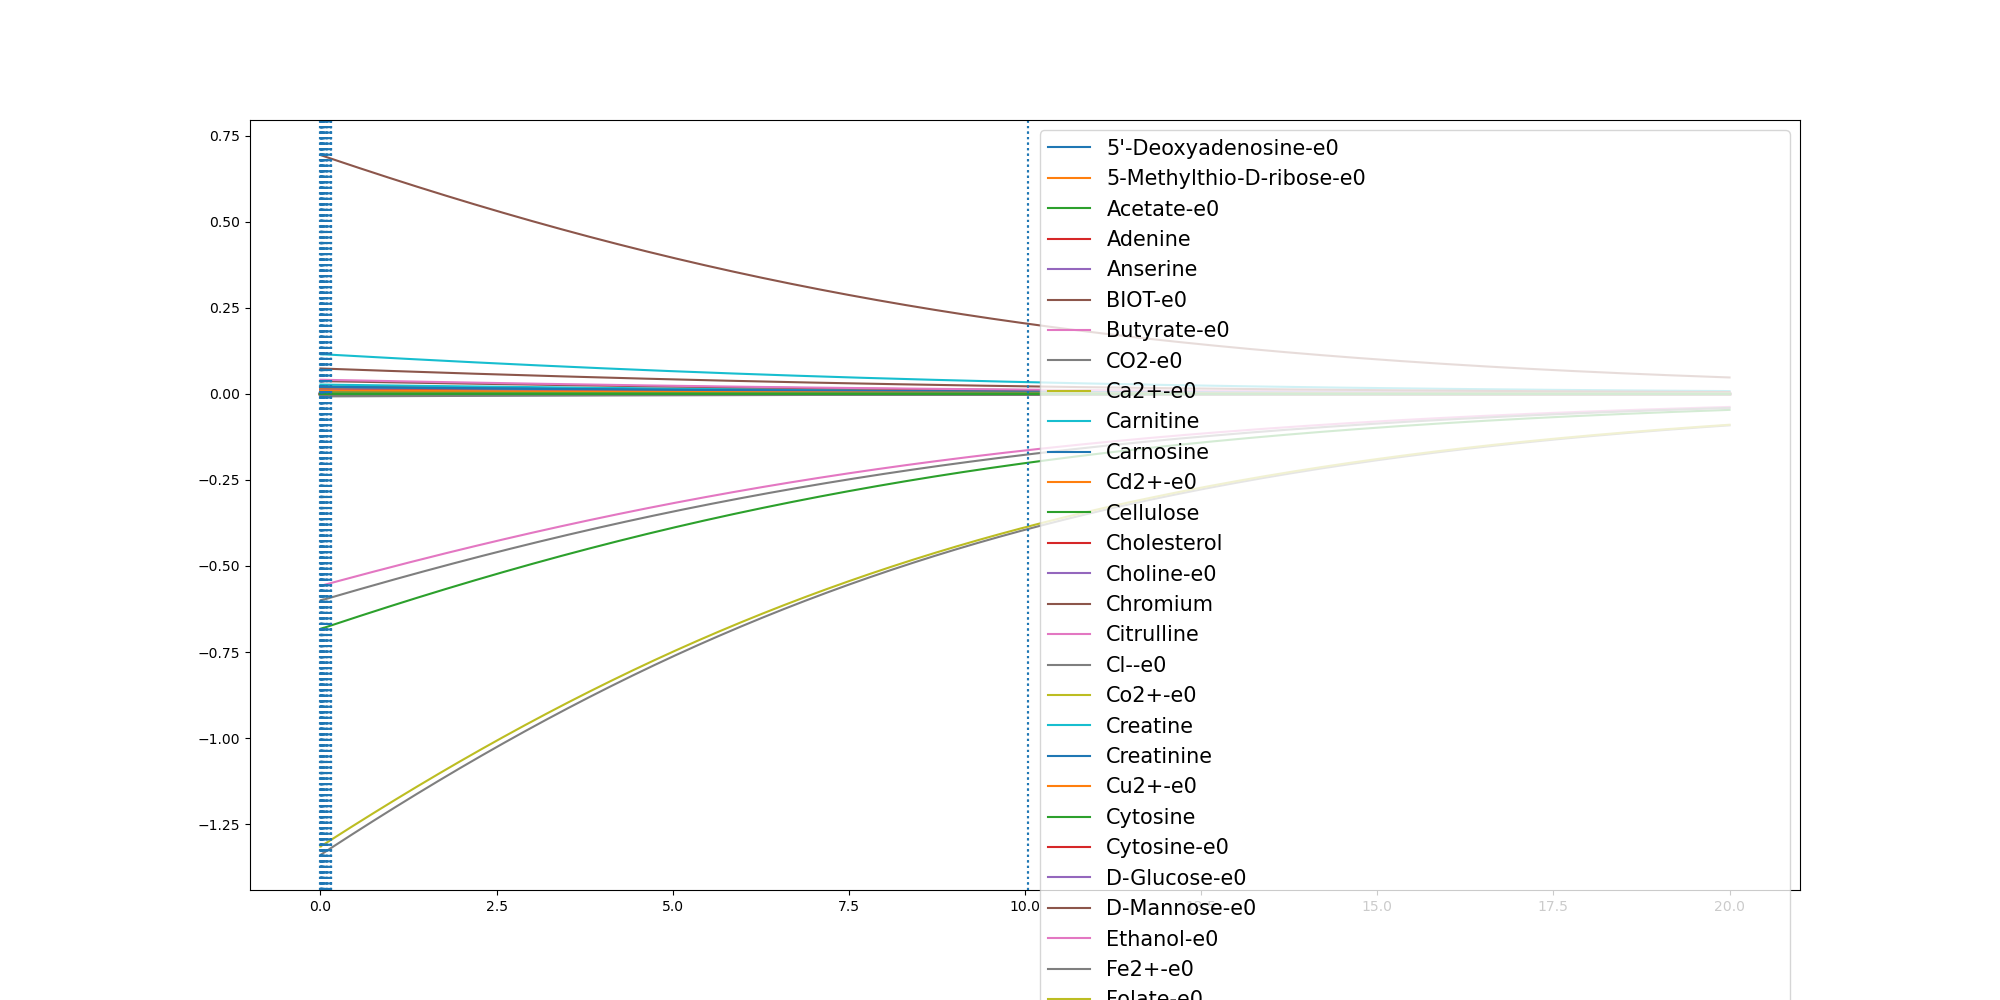 0.75
0.50
0.25
0.00
−0.25
−0.50
−0.75
−1.00
−1.25
0.0 2.5 5.0 7.5 10.0 15.0 17.5 20.0
5'-Deoxyadenosine-e0
5-Methylthio-D-ribose-e0
Acetate-e0
Adenine
Anserine
BIOT-e0
Butyrate-e0
CO2-e0
Ca2+-e0
Carnitine
Carnosine
Cd2+-e0
Cellulose
Cholesterol
Choline-e0
Chromium
Citrulline
Cl--e0
Co2+-e0
Creatine
Creatinine
Cu2+-e0
Cytosine
Cytosine-e0
D-Glucose-e0
D-Mannose-e0
Ethanol-e0
Fe2+-e0
Folate-e0